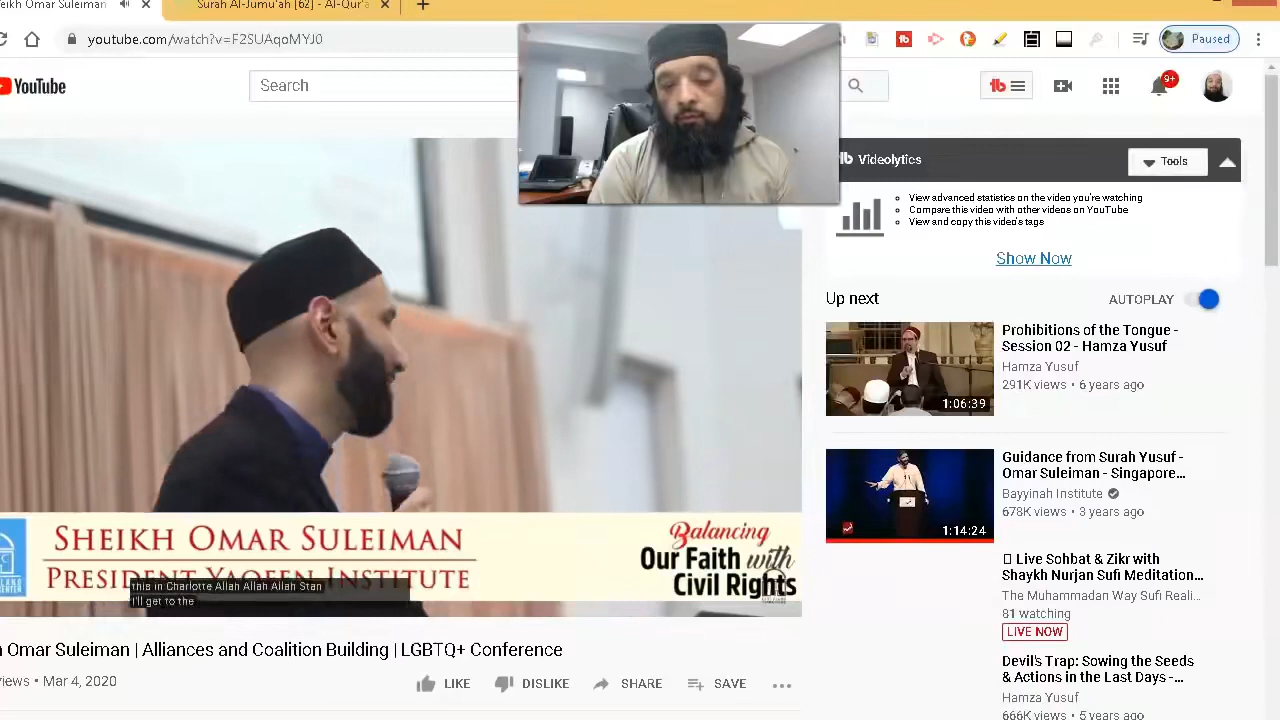 eikh Omar Suleiman
Surah Al-Jumu'ah [62] - Al-Qur'a
youtube.com/watch?v=F2SUAqoMYJ0
Paused
YouTube
Search
9+
Videolytics
Tools
View advanced statistics on the video you're watching
Compare this video with other videos on YouTube
View and copy this video's tags
Show Now
Up next
AUTOPLAY
Prohibitions of the Tongue -
Session 02 - Hamza Yusuf
Hamza Yusuf
291K views • 6 years ago
1:06:39
Guidance from Surah Yusuf -
Omar Suleiman - Singapore...
Bayyinah Institute
673K views • 3 years ago
1:14:24
Live Sohbat & Zikr with
Shaykh Nurjan Sufi Meditation...
The Muhammadan Way Sufi Reali...
81 watching
LIVE NOW
Devil's Trap: Sowing the Seeds
& Actions in the Last Days -...
Hamza Yusuf
666K views • 5 years ago
SHEIKH OMAR SULEIMAN
PRESIDENT YAQEEN INSTITUTE
Balancing
Our Faith with
Civil Rights
this in Charlotte Allah Allah Allah Stan
I'll get to the
Omar Suleiman | Alliances and Coalition Building | LGBTQ+ Conference
iews • Mar 4, 2020
LIKE
DISLIKE
SHARE
SAVE